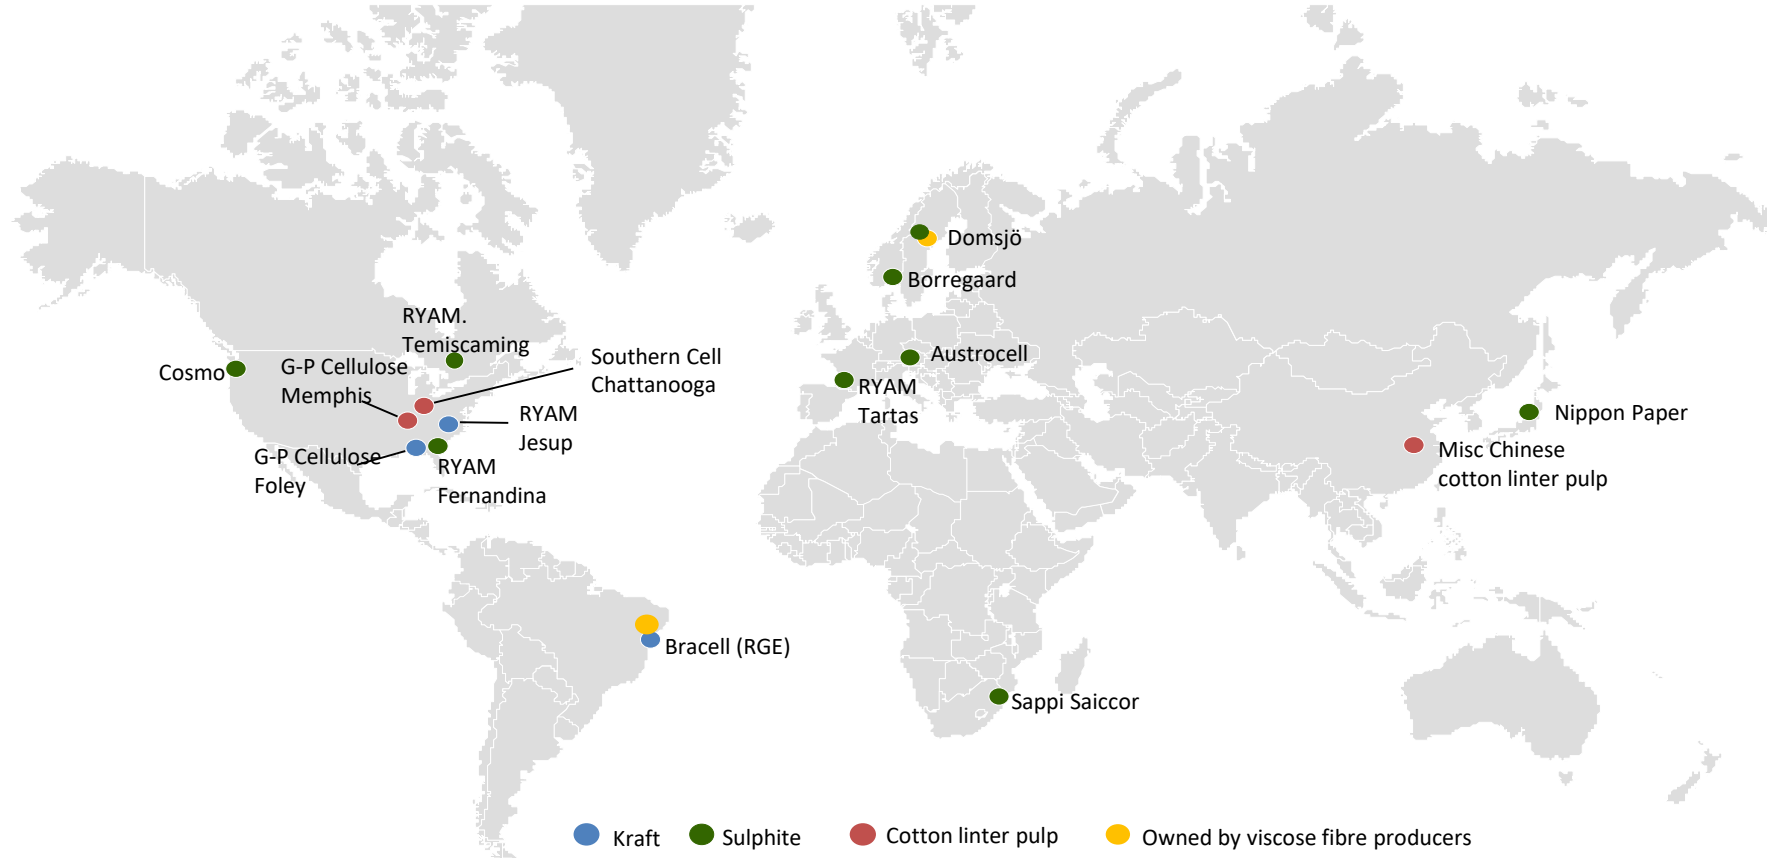 Domsjö
Borregaard
RYAM.
Temiscaming
Southern Cell
Chattanooga
Cosmo
G-P Cellulose
Memphis
Austrocell
RYAM
Tartas
RYAM
Jesup
Nippon Paper
Misc Chinese
cotton linter pulp
G-P Cellulose
Foley
RYAM
Fernandina
Bracell (RGE)
Sappi Saiccor
Kraft
Sulphite
Cotton linter pulp
Owned by viscose fibre producers